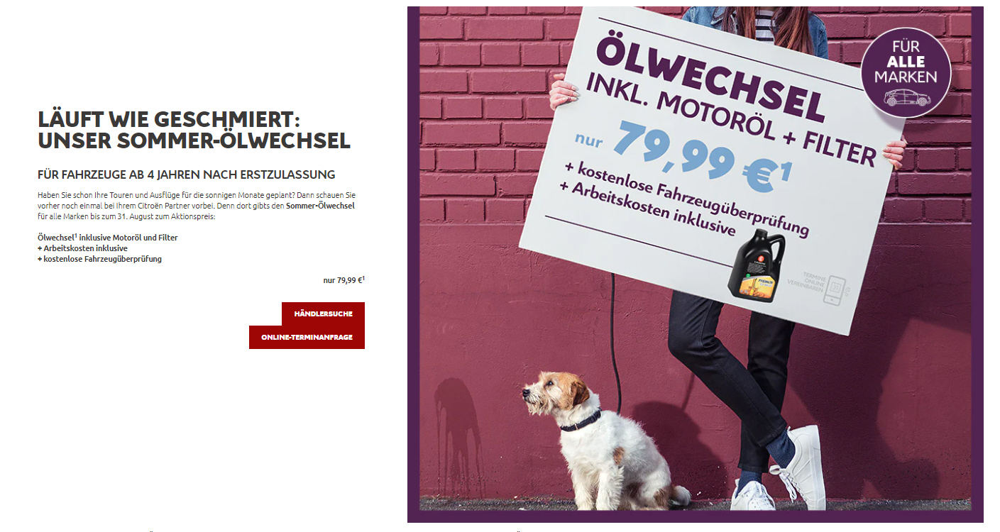 LÄUFT WIE GESCHMIERT:
UNSER SOMMER-ÖLWECHSEL
FÜR FAHRZEUGE AB 4 JAHREN NACH ERSTZULASSUNG
Haben Sie schon Ihre Touren und Ausflüge für die sonnigen Monate geplant? Dann schauen Sie
vorher noch einmal bei Ihrem Citroën Partner vorbei. Denn dort gibts den Sommer-Ölwechsel
für alle Marken bis zum 31. August zum Aktionspreis:
Ölwechsel¹ inklusive Motoröl und Filter
+ Arbeitskosten inklusive
+ kostenlose Fahrzeugüberprüfung
nur 79,99 €¹
HÄNDLERSUCHE
ONLINE-TERMINANFRAGE
ÖLWECHSEL
INKL. MOTORÖL + FILTER
nur 79,99 €¹
+ kostenlose Fahrzeugüberprüfung
+ Arbeitskosten inklusive
TERMINE
ONLINE
VEREINBAREN
FÜR
ALLE
MARKEN